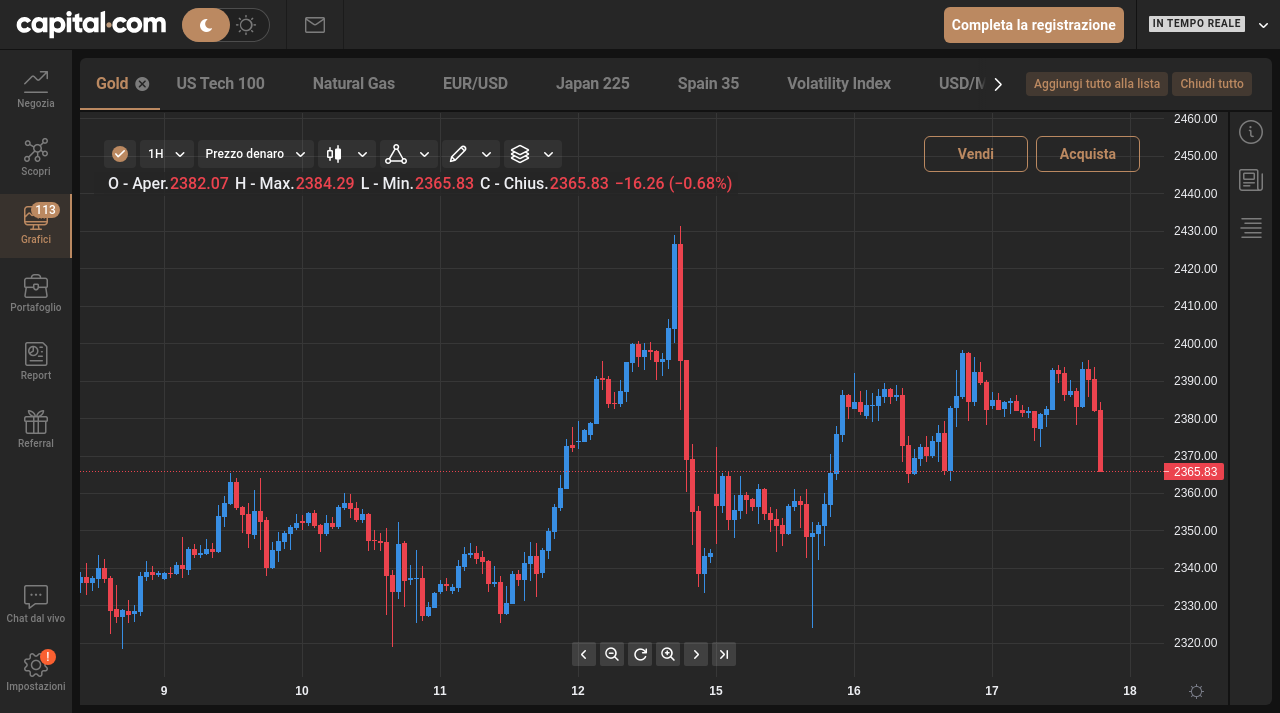 capital.com
Completa la registrazione
IN TEMPO REALE
Negozia
Scopri
113
Grafici
Portafoglio
Report
Referral
Chat dal vivo
!
Impostazioni
Gold
US Tech 100
Natural Gas
EUR/USD
Japan 225
Spain 35
Volatility Index
USD/M
Aggiungi tutto alla lista
Chiudi tutto
1H
Prezzo denaro
Vendi
Acquista
O - Aper.2382.07 H - Max.2384.29 L - Min.2365.83 C - Chius.2365.83 −16.26 (−0.68%)
2460.00
2450.00
2440.00
2430.00
2420.00
2410.00
2400.00
2390.00
2380.00
2370.00
2365.83
2360.00
2350.00
2340.00
2330.00
2320.00
9
10
11
12
15
16
17
18